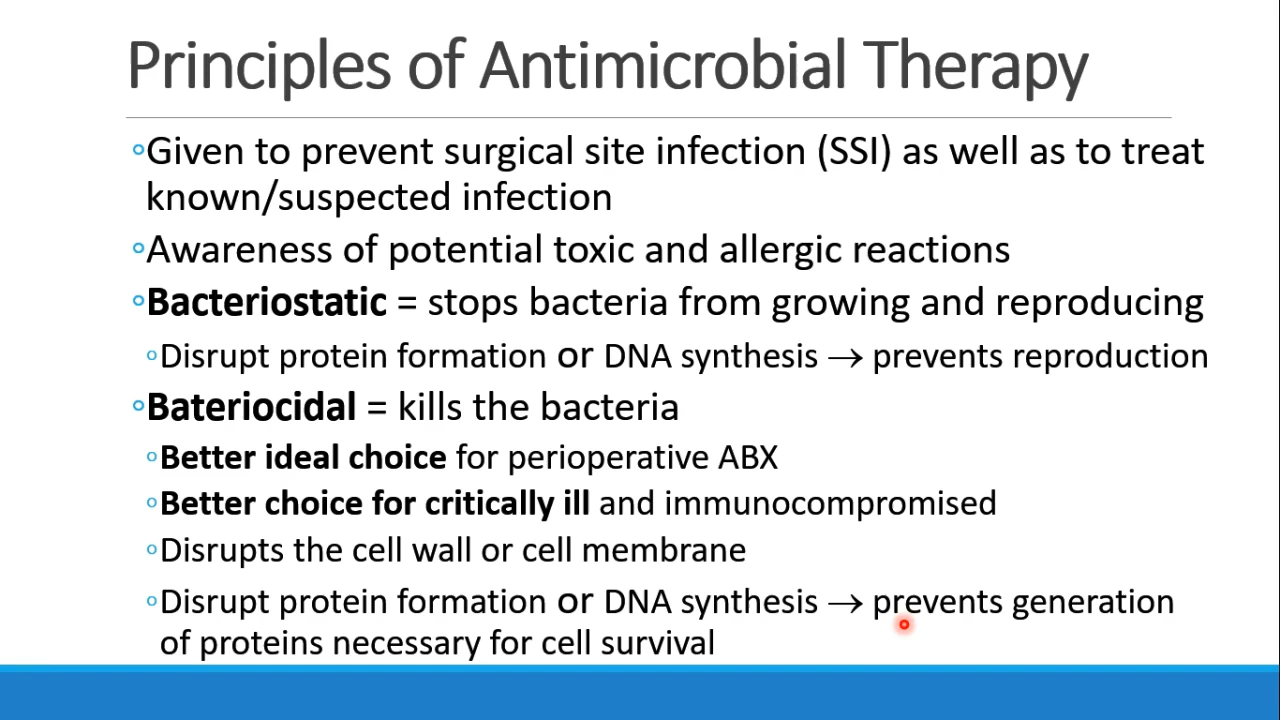 Principles of Antimicrobial Therapy
◦Given to prevent surgical site infection (SSI) as well as to treat
known/suspected infection
◦Awareness of potential toxic and allergic reactions
◦Bacteriostatic = stops bacteria from growing and reproducing
◦Disrupt protein formation or DNA synthesis → prevents reproduction
◦Bateriocidal = kills the bacteria
◦Better ideal choice for perioperative ABX
◦Better choice for critically ill and immunocompromised
◦Disrupts the cell wall or cell membrane
◦Disrupt protein formation or DNA synthesis → prevents generation
of proteins necessary for cell survival